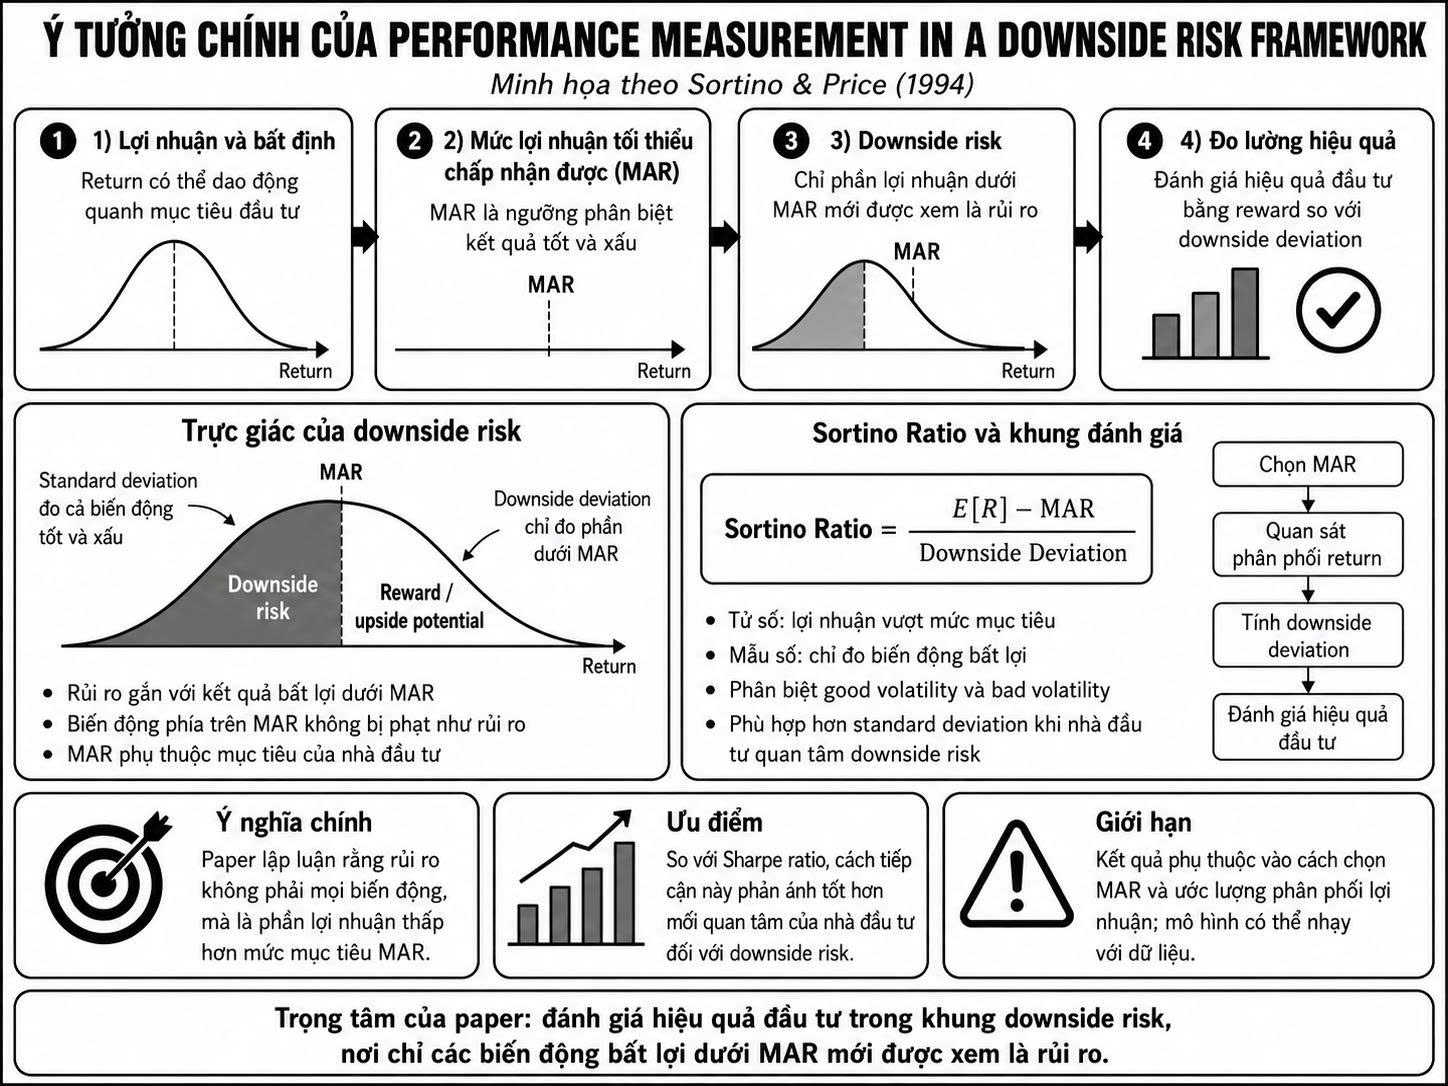 Ý TƯỞNG CHÍNH CỦA PERFORMANCE MEASUREMENT IN A DOWNSIDE RISK FRAMEWORK
Minh họa theo Sortino & Price (1994)
1 1) Lợi nhuận và bất định
Return có thể dao động
quanh mục tiêu đầu tư
Return
2 2) Mức lợi nhuận tối thiểu
chấp nhận được (MAR)
MAR là ngưỡng phân biệt
kết quả tốt và xấu
MAR
Return
3 3) Downside risk
Chỉ phần lợi nhuận dưới
MAR mới được xem là rủi ro
MAR
Return
4 4) Đo lường hiệu quả
Đánh giá hiệu quả đầu tư
bằng reward so với
downside deviation
Trực giác của downside risk
Standard deviation
đo cả biến động
tốt và xấu
MAR
Downside deviation
chỉ đo phần
dưới MAR
Downside
risk
Reward /
upside potential
Return
• Rủi ro gắn với kết quả bất lợi dưới MAR
• Biến động phía trên MAR không bị phạt như rủi ro
• MAR phụ thuộc mục tiêu của nhà đầu tư
Sortino Ratio và khung đánh giá
Sortino Ratio =
E[R] − MAR
Downside Deviation
• Tử số: lợi nhuận vượt mức mục tiêu
• Mẫu số: chỉ đo biến động bất lợi
• Phân biệt good volatility và bad volatility
• Phù hợp hơn standard deviation khi nhà đầu
tư quan tâm downside risk
Chọn MAR
Quan sát
phân phối return
Tính downside
deviation
Đánh giá hiệu quả
đầu tư
Ý nghĩa chính
Paper lập luận rằng rủi ro
không phải mọi biến động,
mà là phần lợi nhuận thấp
hơn mức mục tiêu MAR.
Ưu điểm
So với Sharpe ratio, cách tiếp
cận này phản ánh tốt hơn
mối quan tâm của nhà đầu tư
đối với downside risk.
Giới hạn
Kết quả phụ thuộc vào cách chọn
MAR và ước lượng phân phối lợi
nhuận; mô hình có thể nhạy
với dữ liệu.
Trọng tâm của paper: đánh giá hiệu quả đầu tư trong khung downside risk,
nơi chỉ các biến động bất lợi dưới MAR mới được xem là rủi ro.